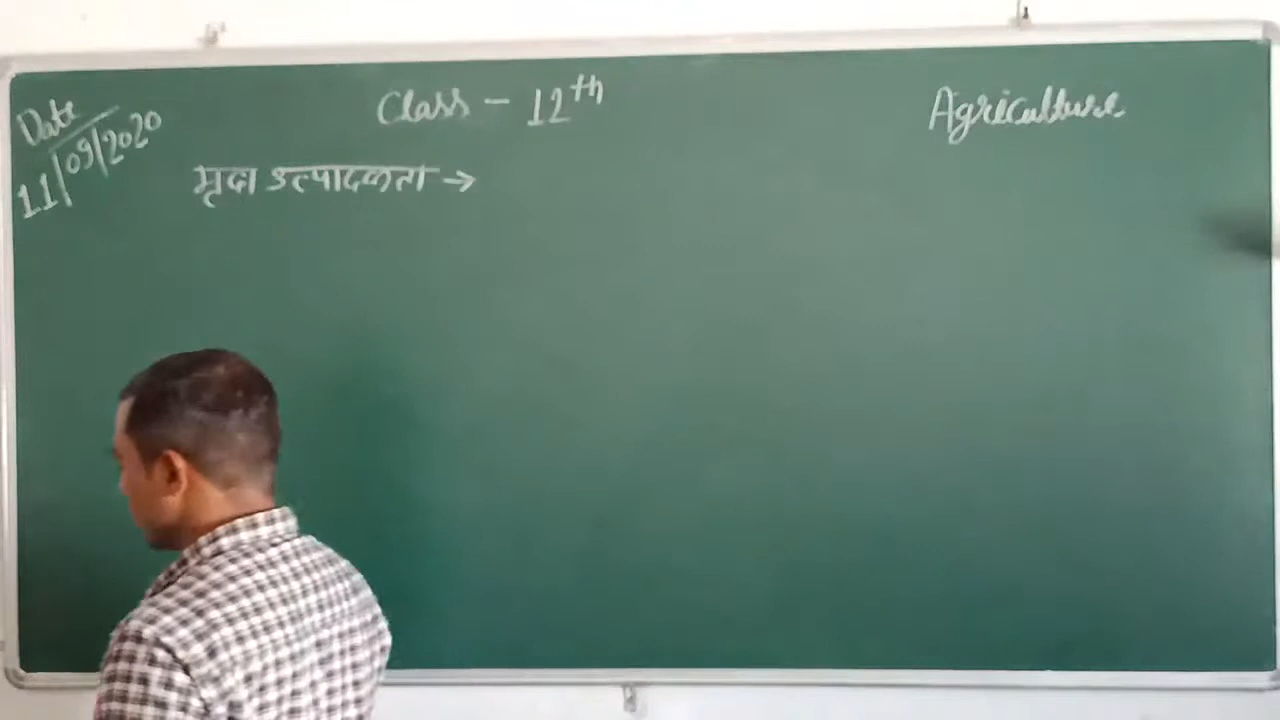 Date
11/09/2020
Class - 12th
Agriculture
मृदा उत्पादकता →